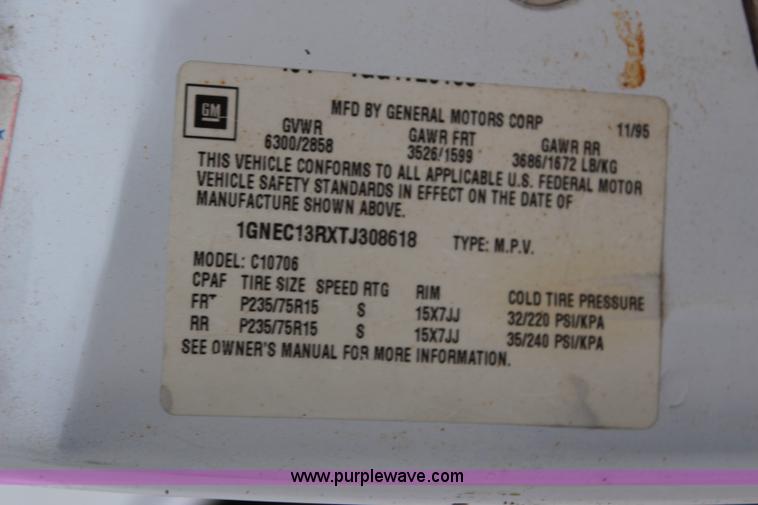 GM
MFD BY GENERAL MOTORS CORP 11/95
GVWR GAWR FRT GAWR RR
6300/2858 3526/1599 3686/1672 LB/KG
THIS VEHICLE CONFORMS TO ALL APPLICABLE U.S. FEDERAL MOTOR
VEHICLE SAFETY STANDARDS IN EFFECT ON THE DATE OF
MANUFACTURE SHOWN ABOVE.
1GNEC13RXTJ308618 TYPE: M.P.V.
MODEL: C10706
CPAF TIRE SIZE SPEED RTG RIM COLD TIRE PRESSURE
FRT P235/75R15 S 15X7JJ 32/220 PSI/KPA
RR P235/75R15 S 15X7JJ 35/240 PSI/KPA
SEE OWNER'S MANUAL FOR MORE INFORMATION.
www.purplewave.com